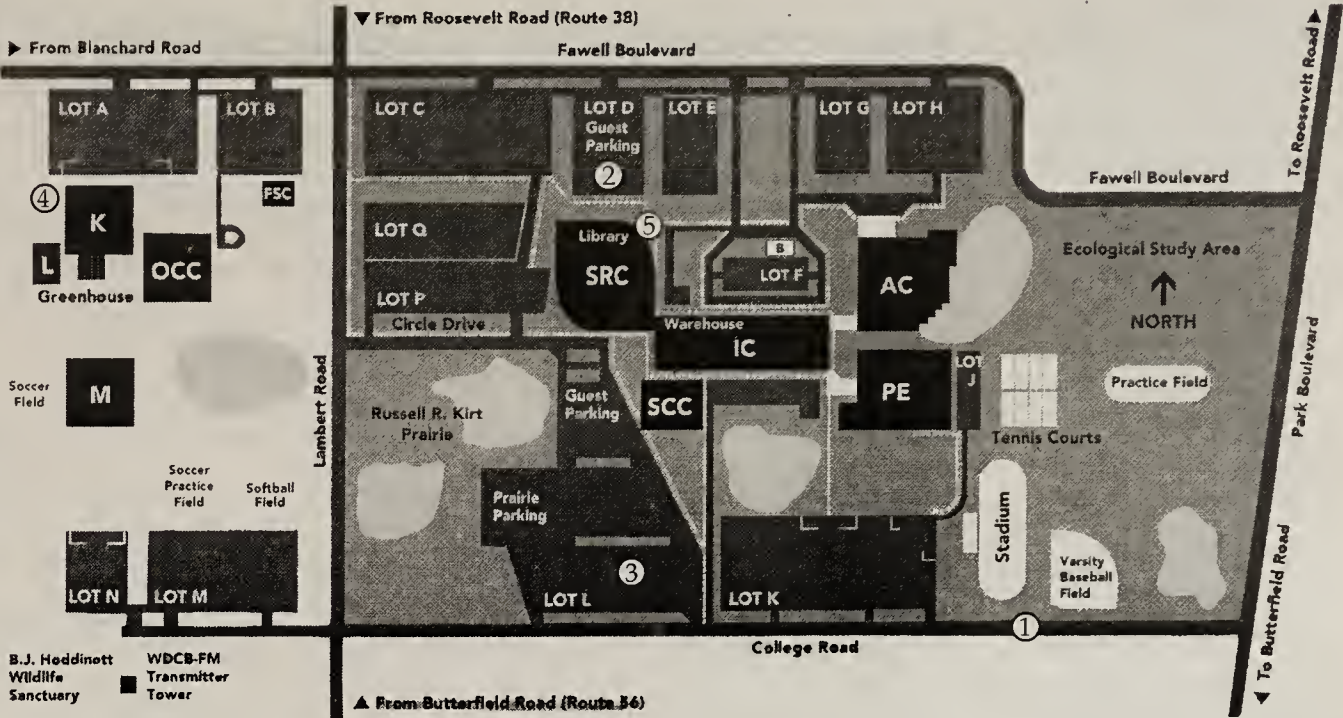 ▼ From Roosevelt Road (Route 38)
▶ From Blanchard Road
Fawell Boulevard
To Roosevelt Road ▲
LOT A
LOT B
LOT C
LOT D
Guest
Parking
②
LOT E
LOT G
LOT H
Fawell Boulevard
④
K
FSC
L
OCC
Greenhouse
LOT Q
LOT P
Circle Drive
Library
SRC
⑤
B
LOT F
AC
Ecological Study Area
NORTH
Warehouse
IC
Soccer
Field
M
Lambert Road
Russell R. Kirt
Prairie
Guest
Parking
SCC
PE
LOT
J
Tennis Courts
Practice Field
Park Boulevard
Soccer
Practice
Field
Softball
Field
Prairie
Parking
③
Stadium
Varsity
Baseball
Field
LOT N
LOT M
LOT L
LOT K
①
College Road
◀ To Butterfield Road
B.J. Hoddinott
Wildlife
Sanctuary
WDCB-FM
Transmitter
Tower
▲ From Butterfield Road (Route 56)